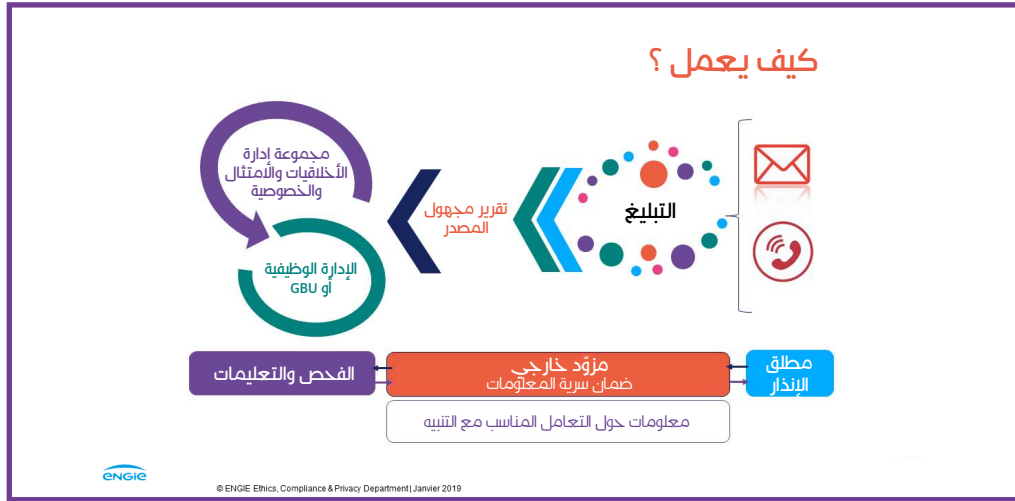 كيف يعمل ؟
التبليغ
تقرير مجهول
المصدر
مجموعة إدارة
الأخلاقيات والامتثال
والخصوصية
الإدارة الوظيفية
أو GBU
مطلق
الإنذار
مزوّد خارجي
ضمان سرية المعلومات
الفحص والتعليمات
معلومات حول التعامل المناسب مع التنبيه
ENGIE
© ENGIE Ethics, Compliance & Privacy Department| Janvier 2019